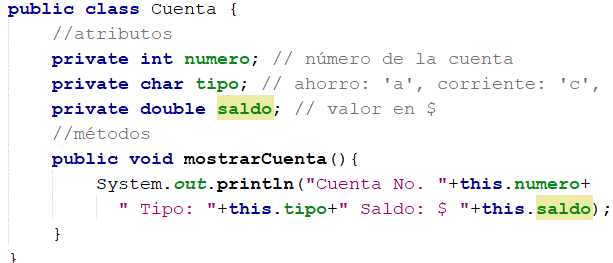 public class Cuenta {
//atributos
private int numero; // número de la cuenta
private char tipo; // ahorro: 'a', corriente: 'c',
private double saldo; // valor en $
//métodos
public void mostrarCuenta(){
System.out.println("Cuenta No. "+this.numero+
" Tipo: "+this.tipo+" Saldo: $ "+this.saldo);
}
}